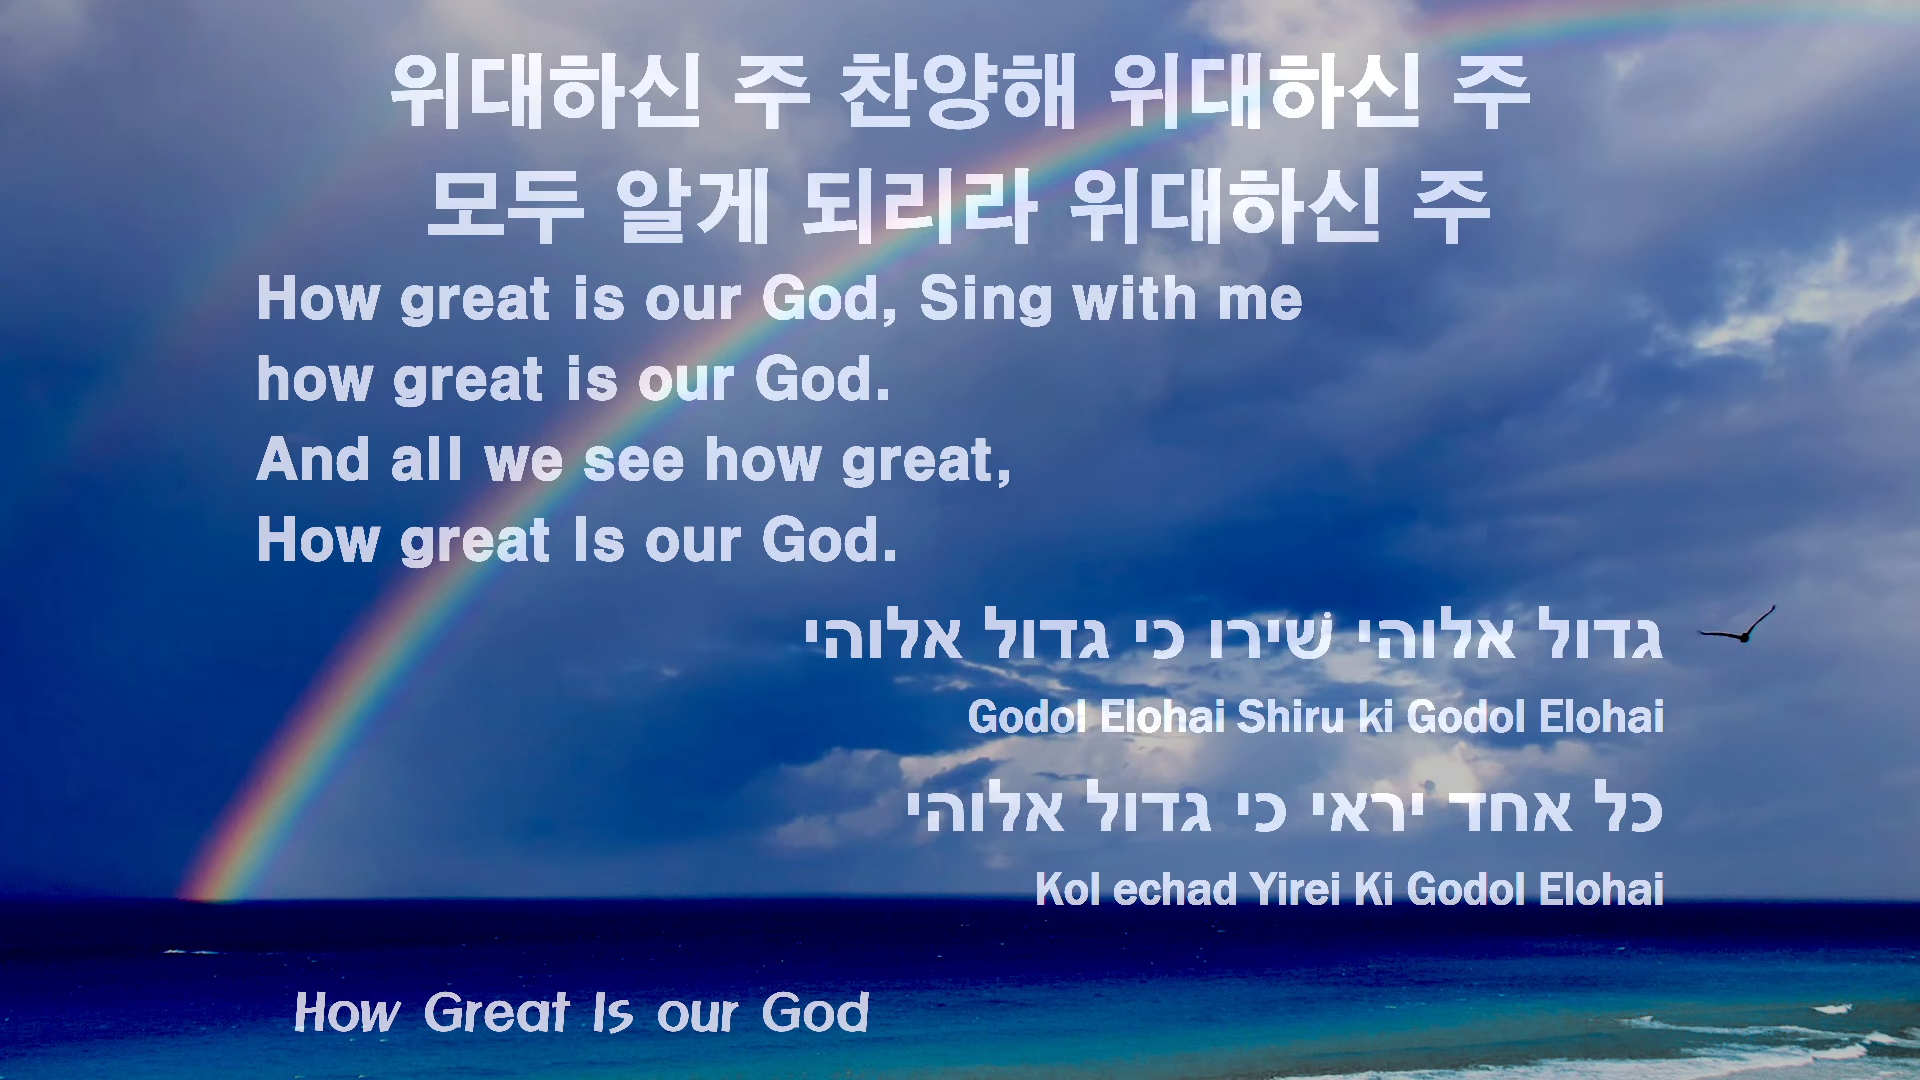 위대하신 주 찬양해 위대하신 주
모두 알게 되리라 위대하신 주
How great is our God, Sing with me
how great is our God.
And all we see how great,
How great Is our God.
גדול אלוהי שׁירו כי גדול אלוהי
Godol Elohai Shiru ki Godol Elohai
כל אחד יראי כי גדול אלוהי
Kol echad Yirei Ki Godol Elohai
How Great Is our God